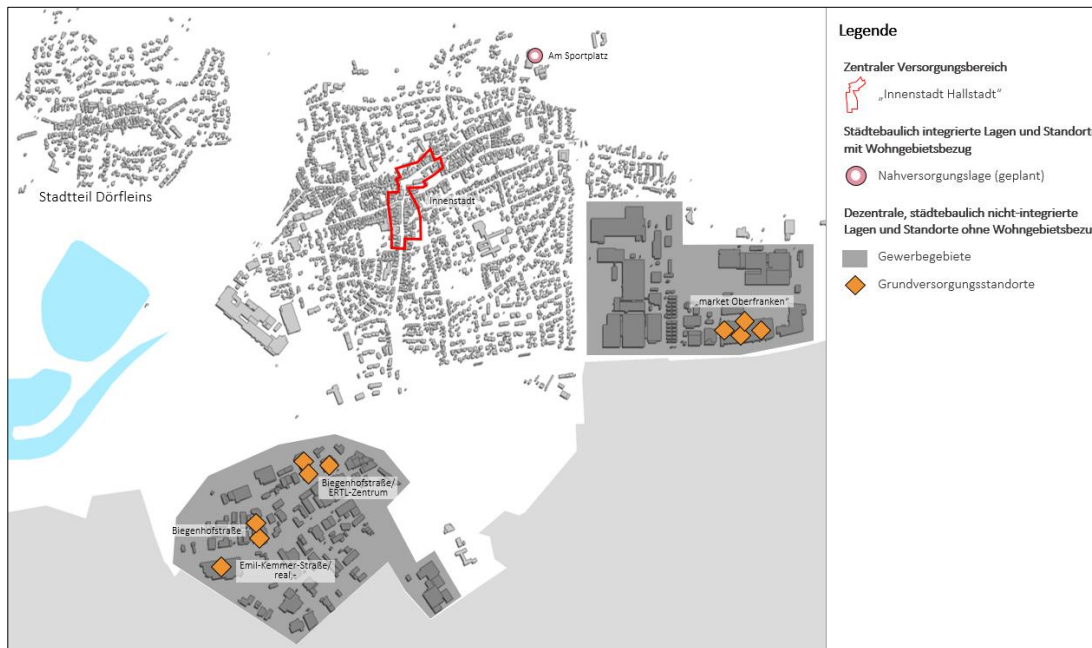 Am Sportplatz
Stadtteil Dörfleins
Innenstadt
„market Oberfranken“
Biegenhofstraße/
ERTL-Zentrum
Biegenhofstraße
Emil-Kemmer-Straße/
real,-
Legende
Zentraler Versorgungsbereich
„Innenstadt Hallstadt“
Städtebaulich integrierte Lagen und Standorte
mit Wohngebietsbezug
Nahversorgungslage (geplant)
Dezentrale, städtebaulich nicht-integrierte
Lagen und Standorte ohne Wohngebietsbezu
Gewerbegebiete
Grundversorgungsstandorte